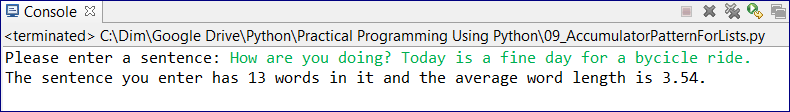 Console
<terminated> C:\Dim\Google Drive\Python\Practical Programming Using Python\09_AccumulatorPatternForLists.py
Please enter a sentence: How are you doing? Today is a fine day for a bycicle ride.
The sentence you enter has 13 words in it and the average word length is 3.54.